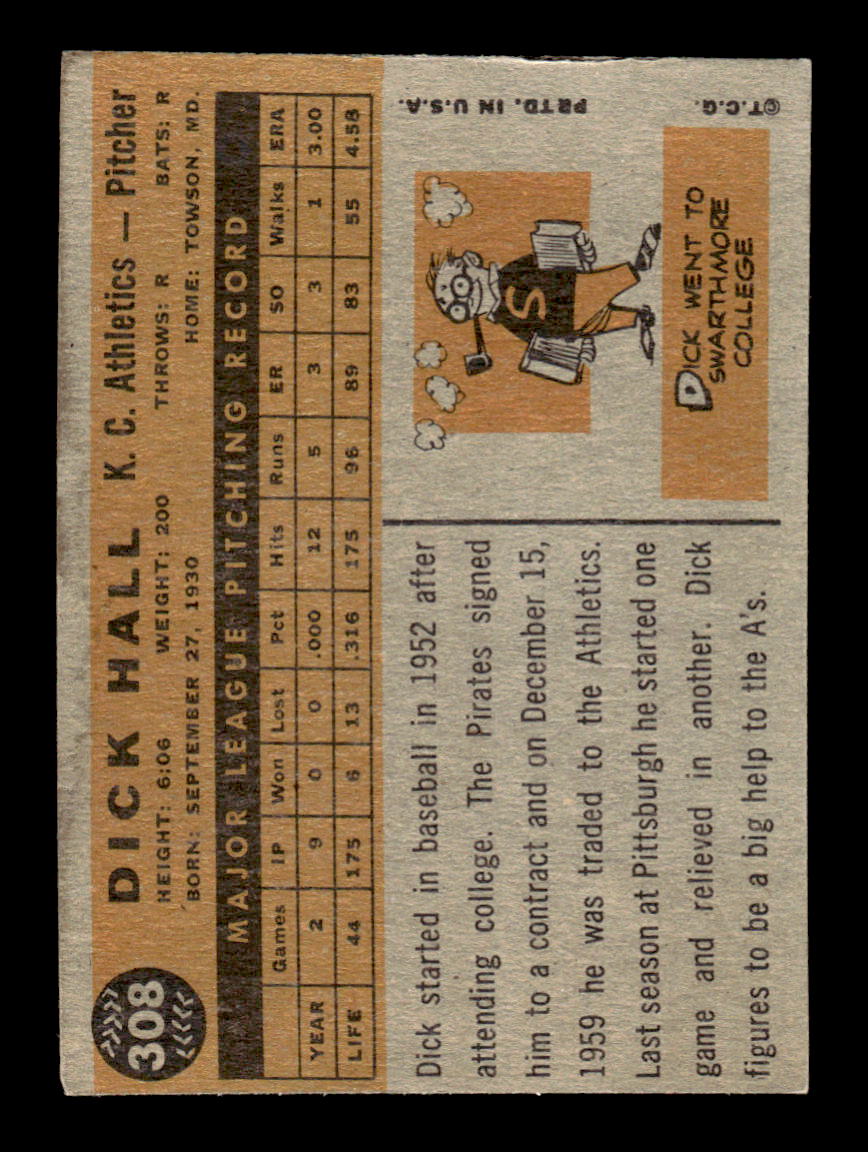 308
DICK HALL K. C. Athletics — Pitcher
HEIGHT: 6:06 WEIGHT: 200 THROWS: R BATS: R
BORN: SEPTEMBER 27, 1930 HOME: TOWSON, MD.
MAJOR LEAGUE PITCHING RECORD
Games IP Won Lost Pct Hits Runs ER SO Walks ERA
YEAR 2 9 0 0 .000 12 5 3 3 1 3.00
LIFE 44 175 6 13 .316 175 96 89 83 55 4.58
Dick started in baseball in 1952 after
attending college. The Pirates signed
him to a contract and on December 15,
1959 he was traded to the Athletics.
Last season at Pittsburgh he started one
game and relieved in another. Dick
figures to be a big help to the A's.
S
DICK WENT TO
SWARTHMORE
COLLEGE
©T.C.G. PRTD. IN U.S.A.